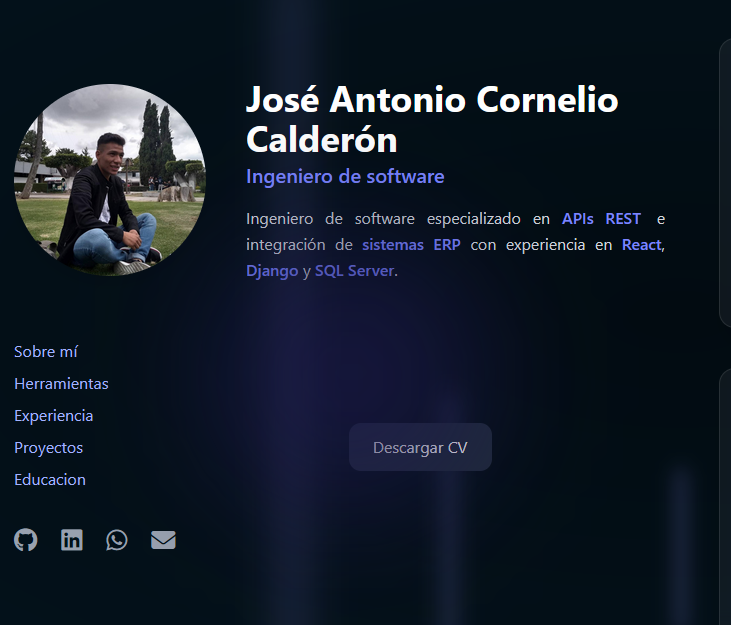 José Antonio Cornelio
Calderón
Ingeniero de software
Ingeniero de software especializado en APIs REST e
integración de sistemas ERP con experiencia en React,
Django y SQL Server.
Sobre mí
Herramientas
Experiencia
Proyectos
Educacion
Descargar CV
in